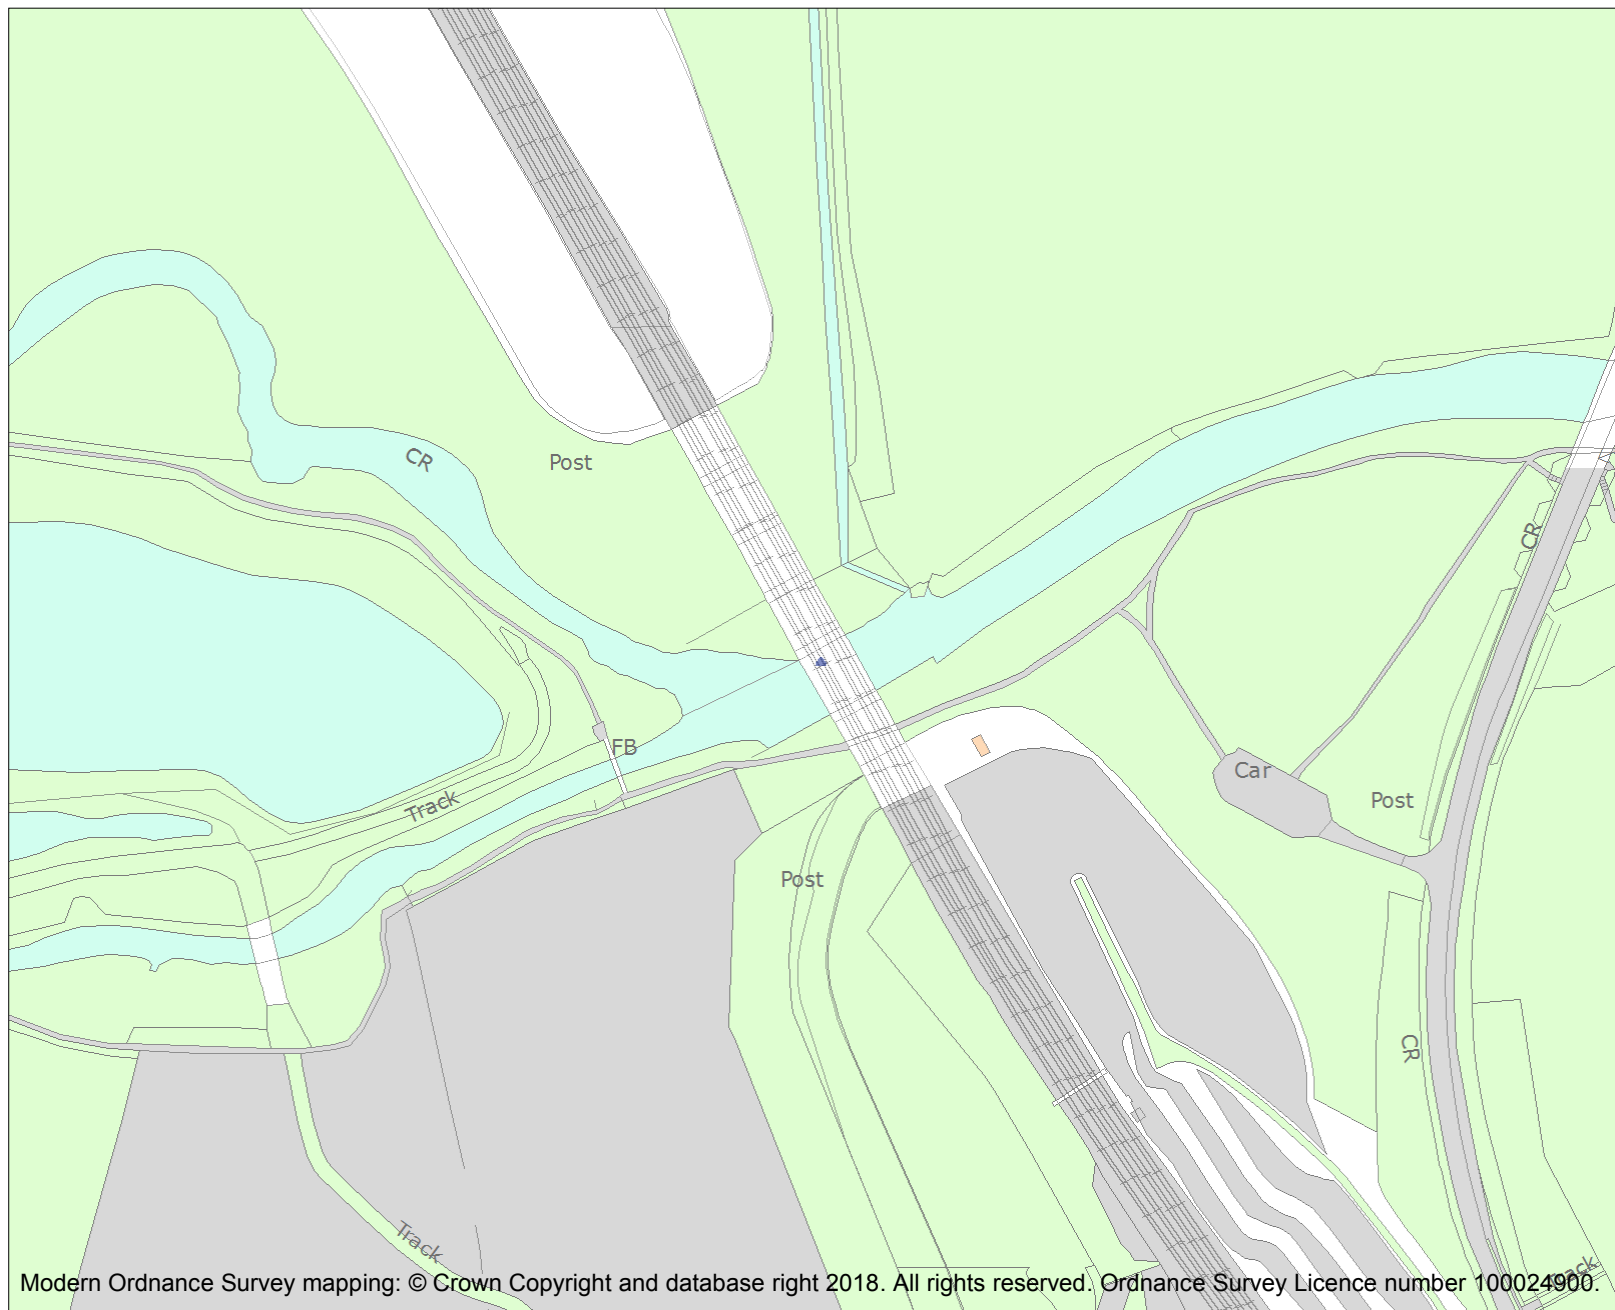 CR
Post
CR
FB
Car
Post
Track
Post
CR
Track
Track
Modern Ordnance Survey mapping: © Crown Copyright and database right 2018. All rights reserved. Ordnance Survey Licence number 100024900.